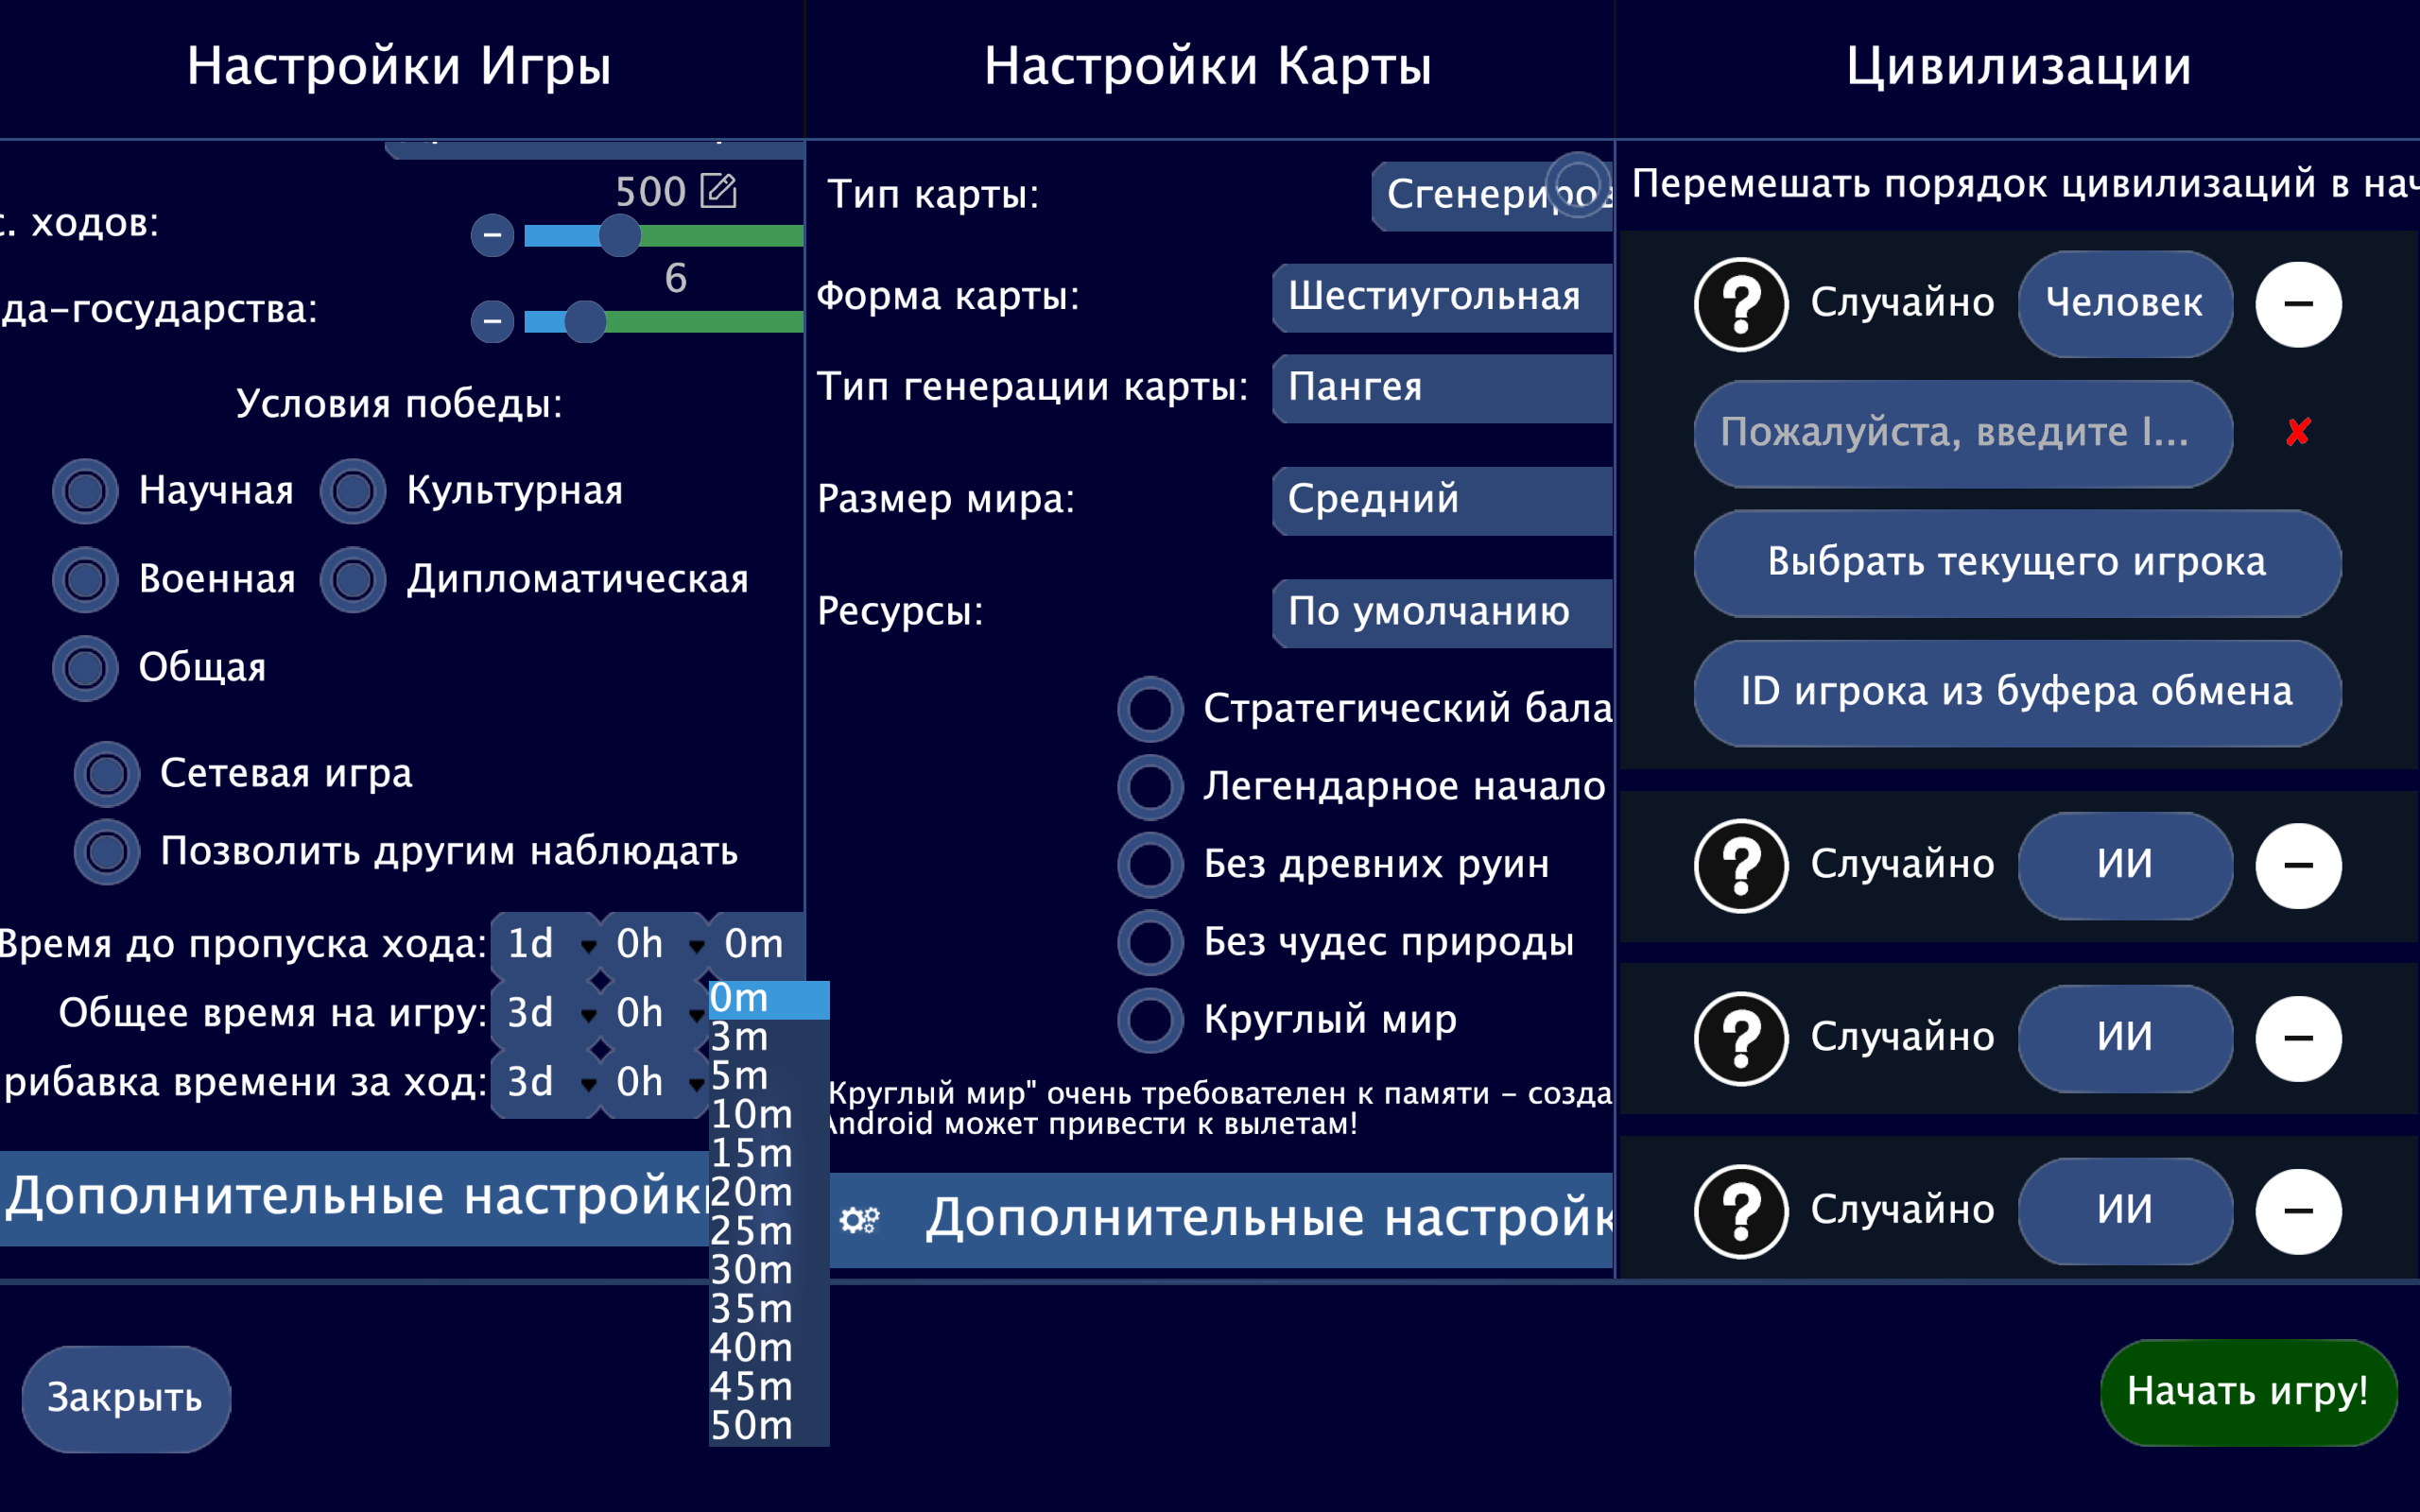 Настройки Игры
500
с. ходов:
6
да-государства:
Условия победы:
Научная
Культурная
Военная
Дипломатическая
Общая
Сетевая игра
Позволить другим наблюдать
Время до пропуска хода: 1d 0h 0m
Общее время на игру: 3d 0h
рибавка времени за ход: 3d 0h
0m
3m
5m
10m
15m
20m
25m
30m
35m
40m
45m
50m
Дополнительные настройк
Закрыть
Настройки Карты
Тип карты: Сгенериров
Форма карты: Шестиугольная
Тип генерации карты: Пангея
Размер мира: Средний
Ресурсы: По умолчанию
Стратегический бала
Легендарное начало
Без древних руин
Без чудес природы
Круглый мир
Круглый мир" очень требователен к памяти – созда
Android может привести к вылетам!
Дополнительные настройк
Цивилизации
Перемешать порядок цивилизаций в нач
? Случайно Человек −
Пожалуйста, введите I... ✘
Выбрать текущего игрока
ID игрока из буфера обмена
? Случайно ИИ −
? Случайно ИИ −
? Случайно ИИ −
Начать игру!